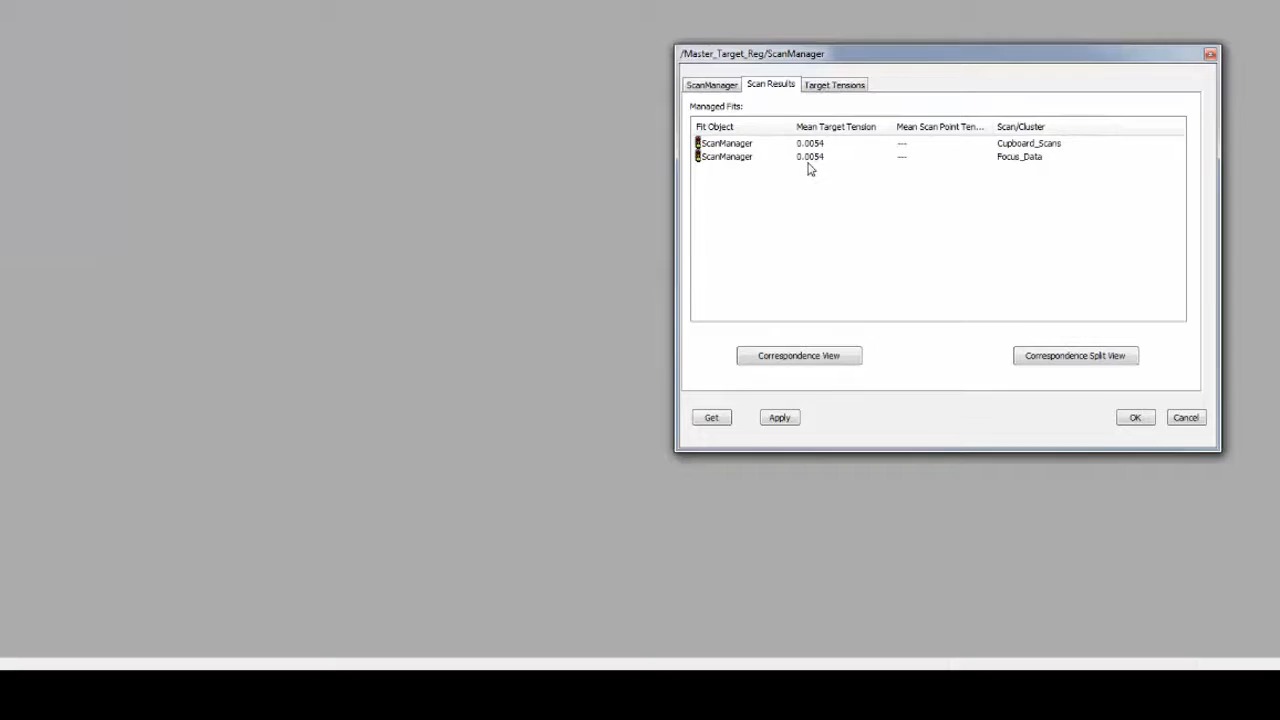 /Master_Target_Reg/ScanManager
ScanManager Scan Results Target Tensions
Managed Fits:
Fit Object Mean Target Tension Mean Scan Point Ten... Scan/Cluster
ScanManager 0.0054 --- Cupboard_Scans
ScanManager 0.0054 --- Focus_Data
Correspondence View Correspondence Split View
Get Apply OK Cancel